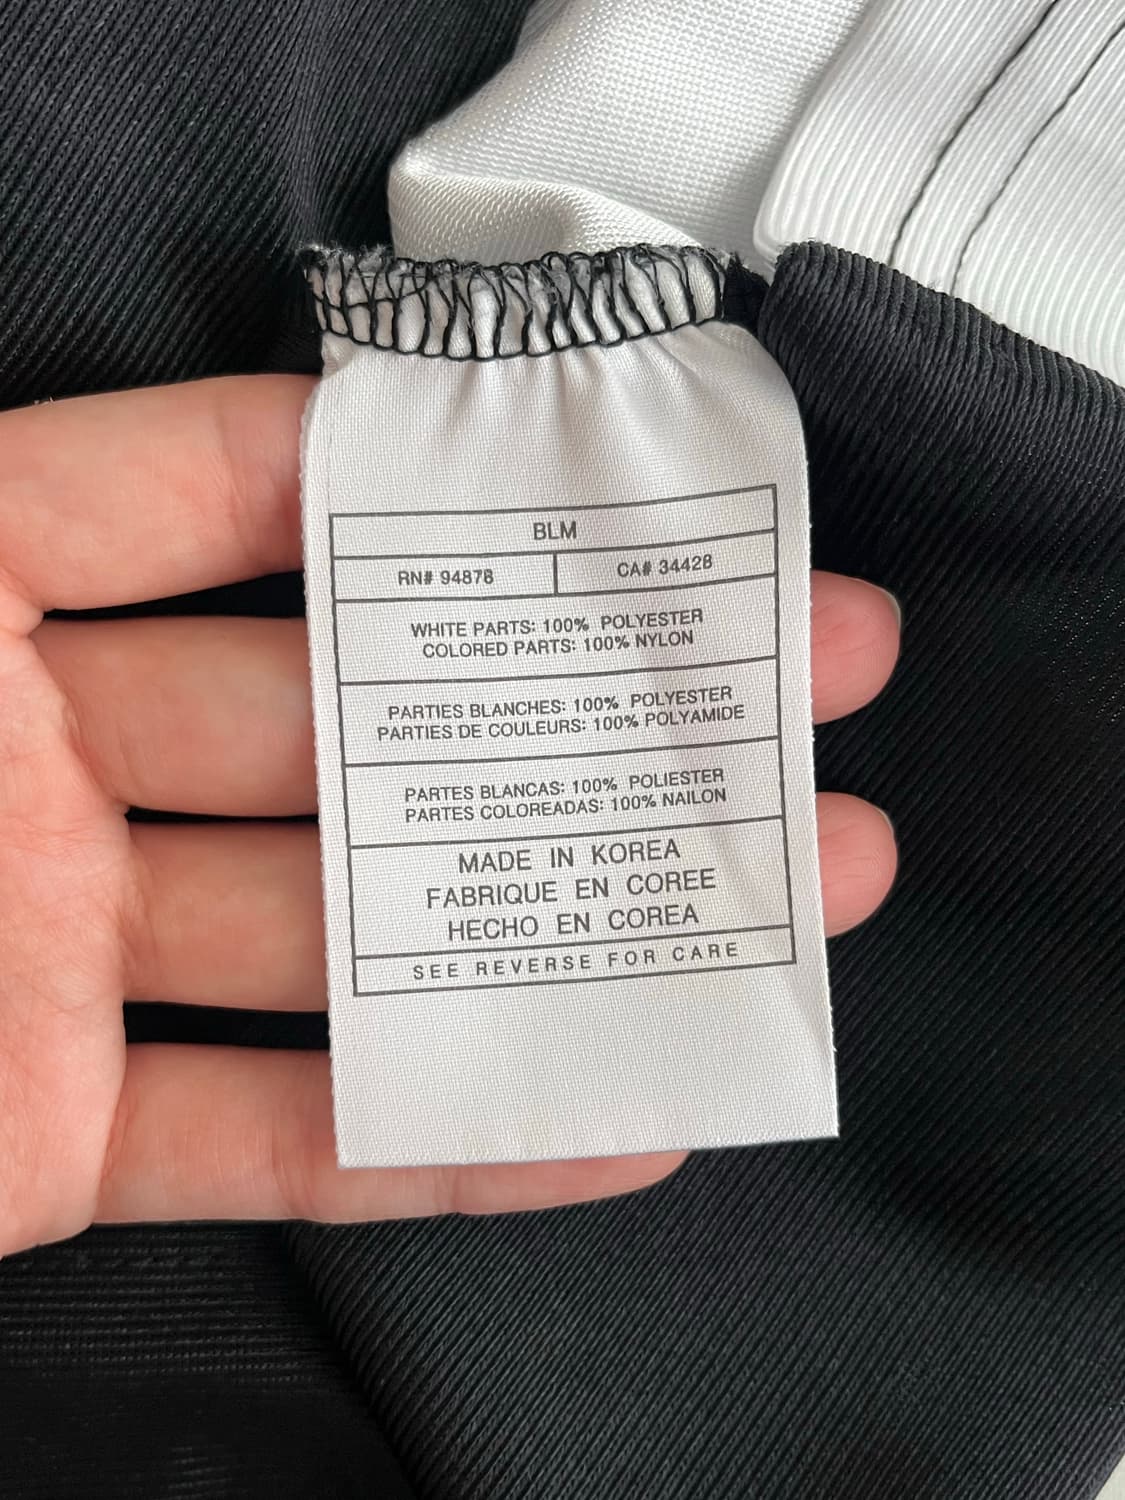 BLM
RN# 94878
CA# 34428
WHITE PARTS: 100% POLYESTER
COLORED PARTS: 100% NYLON
PARTIES BLANCHES: 100% POLYESTER
PARTIES DE COULEURS: 100% POLYAMIDE
PARTES BLANCAS: 100% POLIESTER
PARTES COLOREADAS: 100% NAILON
MADE IN KOREA
FABRIQUE EN COREE
HECHO EN COREA
SEE REVERSE FOR CARE